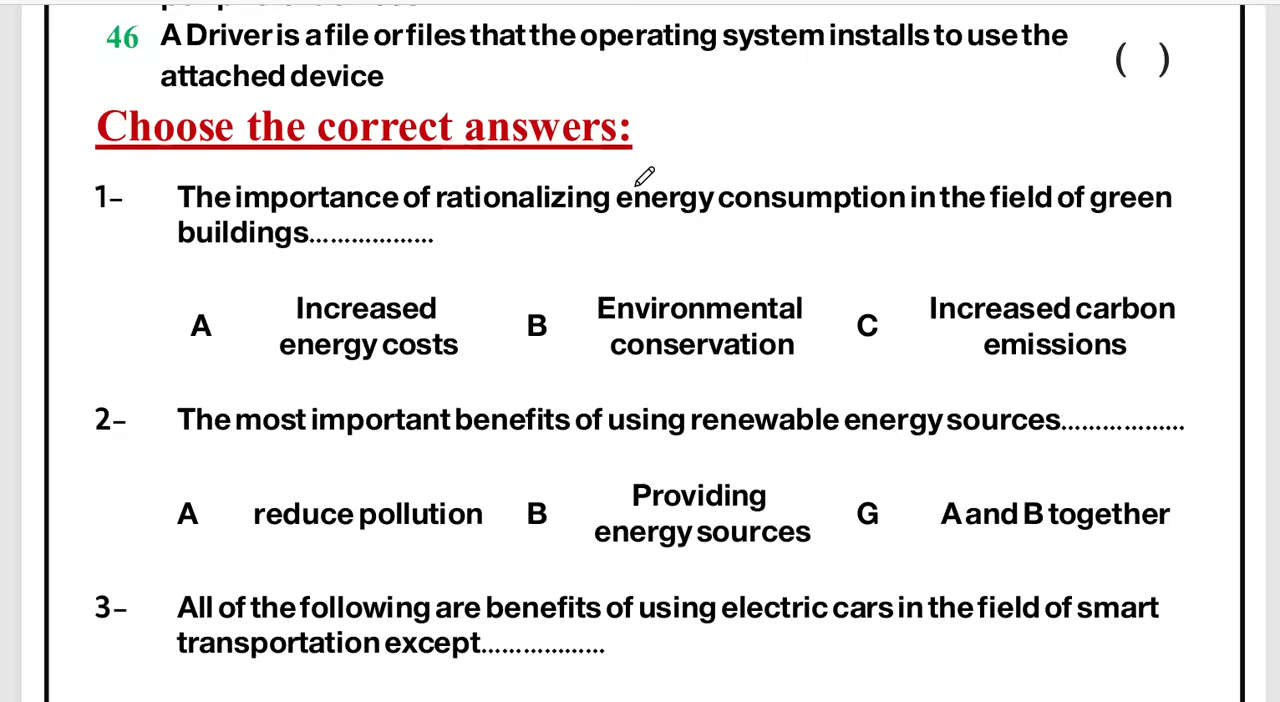 46 A Driver is a file or files that the operating system installs to use the
attached device ( )
Choose the correct answers:
1- The importance of rationalizing energy consumption in the field of green
buildings..................
A Increased energy costs B Environmental conservation C Increased carbon emissions
2- The most important benefits of using renewable energy sources..................
A reduce pollution B Providing energy sources G A and B together
3- All of the following are benefits of using electric cars in the field of smart
transportation except..................